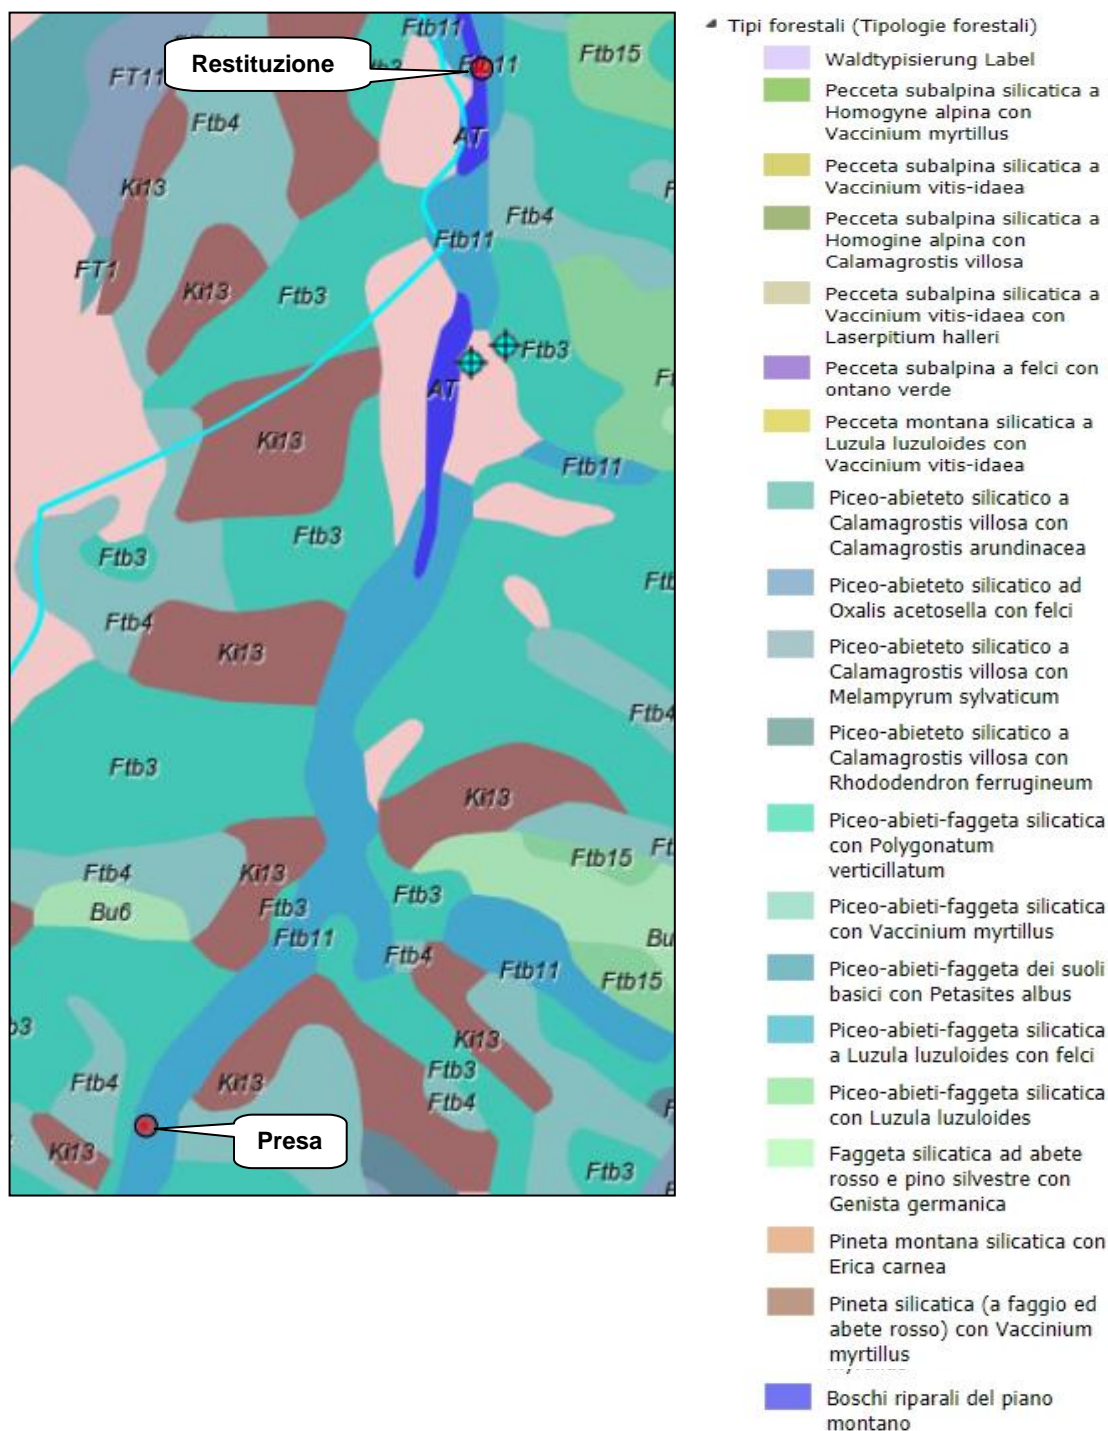 Ftb11
Restituzione
Ftb11
Ftb15
FT11
Ftb4
AT
Ki13
Ftb4
Ftb11
FT1
Ki13
Ftb3
Ftb3
AT
Ki13
Ftb11
Ftb3
Ftb3
Ftb4
Ki13
Ftb4
Ftb3
Ki13
Ftb15
Ftb4
Ki13
Ftb3
Bu6
Ftb3
Ftb11
Bu
Ftb4
Ftb11
Ftb15
Ki13
Ftb3
Ftb4
Ki13
Ftb4
Presa
Ki13
Ftb3
Tipi forestali (Tipologie forestali)
Waldtypisierung Label
Pecceta subalpina silicatica a
Homogyne alpina con
Vaccinium myrtillus
Pecceta subalpina silicatica a
Vaccinium vitis-idaea
Pecceta subalpina silicatica a
Homogine alpina con
Calamagrostis villosa
Pecceta subalpina silicatica a
Vaccinium vitis-idaea con
Laserpitium halleri
Pecceta subalpina a felci con
ontano verde
Pecceta montana silicatica a
Luzula luzuloides con
Vaccinium vitis-idaea
Piceo-abieteto silicatico a
Calamagrostis villosa con
Calamagrostis arundinacea
Piceo-abieteto silicatico ad
Oxalis acetosella con felci
Piceo-abieteto silicatico a
Calamagrostis villosa con
Melampyrum sylvaticum
Piceo-abieteto silicatico a
Calamagrostis villosa con
Rhododendron ferrugineum
Piceo-abieti-faggeta silicatica
con Polygonatum
verticillatum
Piceo-abieti-faggeta silicatica
con Vaccinium myrtillus
Piceo-abieti-faggeta dei suoli
basici con Petasites albus
Piceo-abieti-faggeta silicatica
a Luzula luzuloides con felci
Piceo-abieti-faggeta silicatica
con Luzula luzuloides
Faggeta silicatica ad abete
rosso e pino silvestre con
Genista germanica
Pineta montana silicatica con
Erica carnea
Pineta silicatica (a faggio ed
abete rosso) con Vaccinium
myrtillus
Boschi riparali del piano
montano